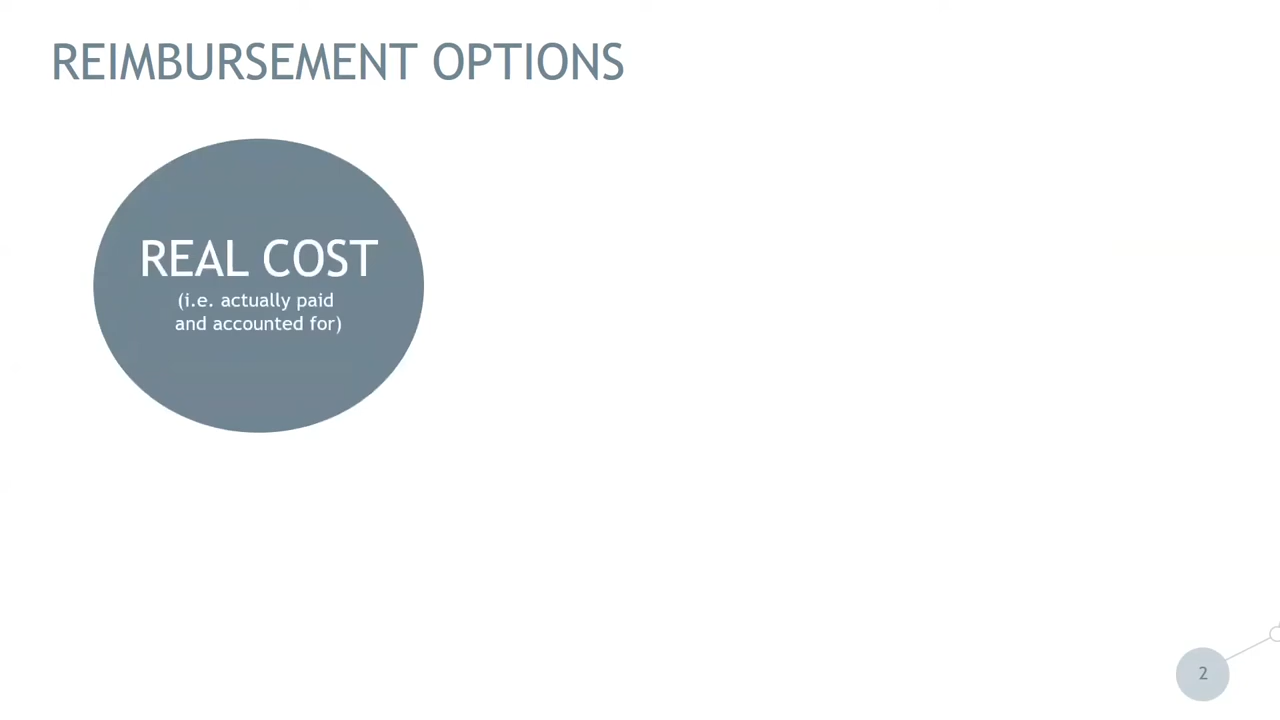 REIMBURSEMENT OPTIONS
REAL COST
(i.e. actually paid
and accounted for)
2